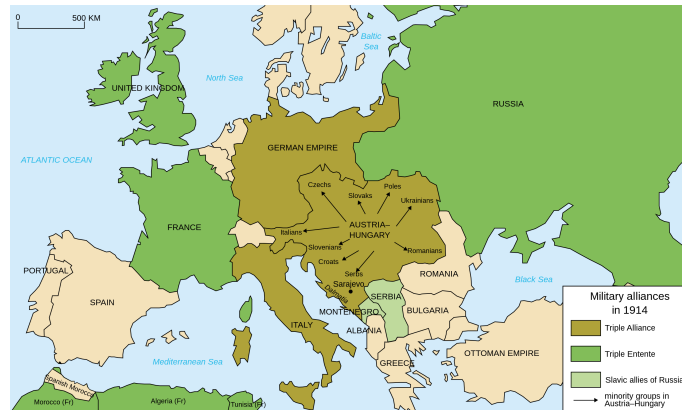 0 500 KM
Baltic
Sea
North Sea
UNITED KINGDOM
RUSSIA
GERMAN EMPIRE
ATLANTIC OCEAN
Czechs
Slovaks
Poles
Ukrainians
FRANCE
Italians
AUSTRIA–
HUNGARY
Slovenians
Romanians
Croats
PORTUGAL
Serbs
ROMANIA
Sarajevo
Black Sea
Dalmatia
SERBIA
SPAIN
MONTENEGRO
BULGARIA
ITALY
ALBANIA
OTTOMAN EMPIRE
Mediterranean Sea
GREECE
Spanish Morocco
Morocco (Fr)
Algeria (Fr)
Tunisia (Fr)
Military alliances
in 1914
Triple Alliance
Triple Entente
Slavic allies of Russia
minority groups in
Austria–Hungary